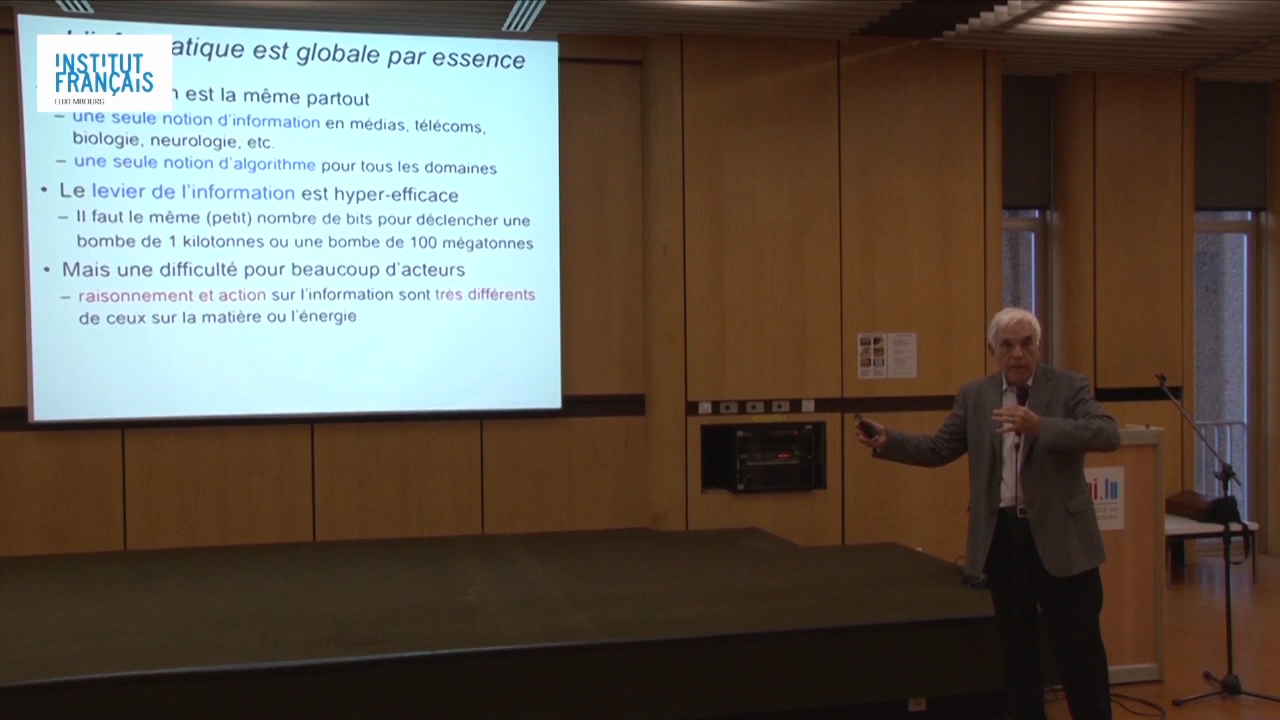 INSTITUT
FRANÇAIS
LUXEMBOURG
atique est globale par essence
est la même partout
– une seule notion d'information en médias, télécoms,
biologie, neurologie, etc.
– une seule notion d'algorithme pour tous les domaines
• Le levier de l'information est hyper-efficace
– Il faut le même (petit) nombre de bits pour déclencher une
bombe de 1 kilotonnes ou une bombe de 100 mégatonnes
• Mais une difficulté pour beaucoup d'acteurs
– raisonnement et action sur l'information sont très différents
de ceux sur la matière ou l'énergie
ni.lu